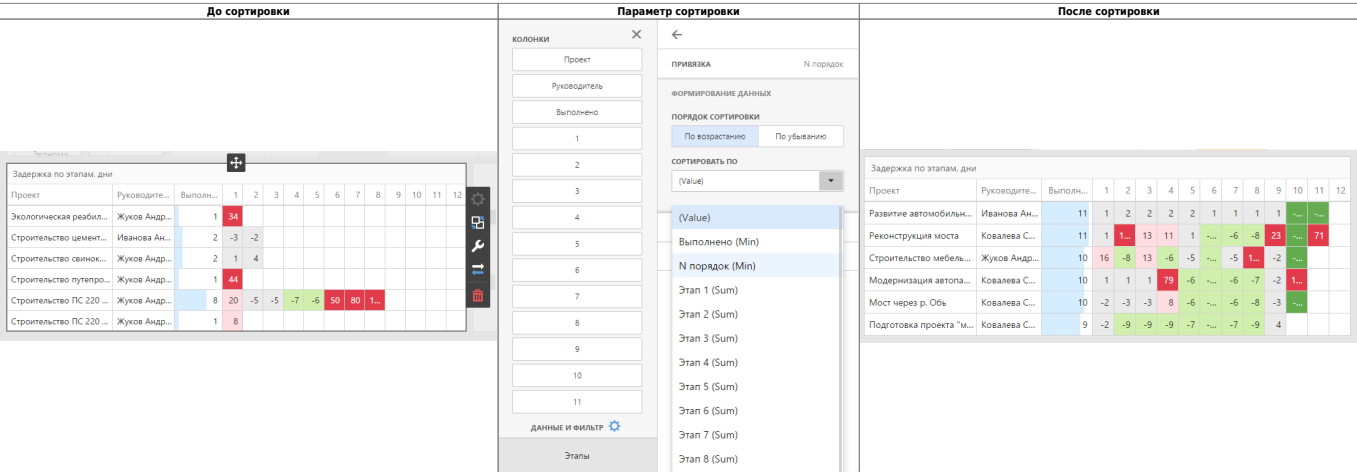 До сортировки
Параметр сортировки
После сортировки
Задержка по этапам, дни
Проект Руководите... Выполн... 1 2 3 4 5 6 7 8 9 10 11 12
Экологическая реабил... Жуков Андр... 1 34
Строительство цемент... Иванова Ан... 2 -3 -2
Строительство свинок... Жуков Андр... 2 1 4
Строительство путепро... Жуков Андр... 1 44
Строительство ПС 220 ... Жуков Андр... 8 20 -5 -5 -7 -6 50 80 1...
Строительство ПС 220 ... Жуков Андр... 1 8
КОЛОНКИ
Проект
Руководитель
Выполнено
1
2
3
4
5
6
7
8
9
10
11
ДАННЫЕ И ФИЛЬТР
Этапы
ПРИВЯЗКА N порядок
ФОРМИРОВАНИЕ ДАННЫХ
ПОРЯДОК СОРТИРОВКИ
По возрастанию По убыванию
СОРТИРОВАТЬ ПО
(Value)
(Value)
Выполнено (Min)
N порядок (Min)
Этап 1 (Sum)
Этап 2 (Sum)
Этап 3 (Sum)
Этап 4 (Sum)
Этап 5 (Sum)
Этап 6 (Sum)
Этап 7 (Sum)
Этап 8 (Sum)
Задержка по этапам, дни
Проект Руководите... Выполн... 1 2 3 4 5 6 7 8 9 10 11 12
Развитие автомобильн... Иванова Ан... 11 1 2 2 2 2 1 1 1 1 -... -...
Реконструкция моста Ковалева С... 11 1 1... 13 11 1 -... -6 -8 23 -... 71
Строительство мебель... Жуков Андр... 10 16 -8 13 -6 -5 -... -5 1... -2 -...
Модернизация автопа... Ковалева С... 10 1 1 1 79 -6 -... -6 -7 -2 1...
Мост через р. Обь Ковалева С... 10 -2 -3 -3 8 -6 -... -6 -8 -3 -...
Подготовка проекта "м... Ковалева С... 9 -2 -9 -9 -9 -7 -... -7 -9 4